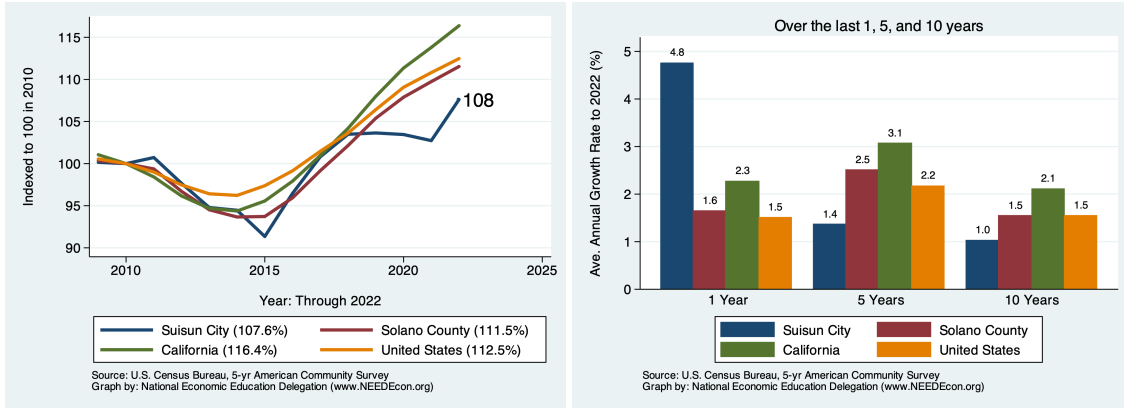 Indexed to 100 in 2010
115
110
105
100
95
90
108
2010
2015
2020
2025
Year: Through 2022
Suisun City (107.6%)
Solano County (111.5%)
California (116.4%)
United States (112.5%)
Source: U.S. Census Bureau, 5-yr American Community Survey
Graph by: National Economic Education Delegation (www.NEEDEcon.org)
Over the last 1, 5, and 10 years
Ave. Annual Growth Rate to 2022 (%)
5
4
3
2
1
0
4.8
1.6
2.3
1.5
1.4
2.5
3.1
2.2
1.0
1.5
2.1
1.5
1 Year
5 Years
10 Years
Suisun City
Solano County
California
United States
Source: U.S. Census Bureau, 5-yr American Community Survey
Graph by: National Economic Education Delegation (www.NEEDEcon.org)